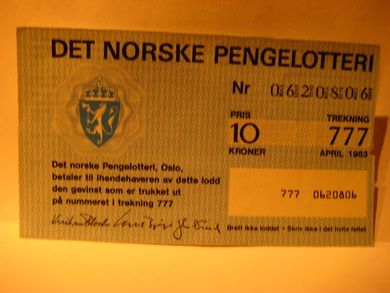 DET NORSKE PENGELOTTERI
Nr 0620806
PRIS TREKNING
10 777
KRONER APRIL 1983
Det norske Pengelotteri, Oslo,
betaler til ihendehaveren av dette lodd
den gevinst som er trukket ut
på nummeret i trekning 777
777 0620806
Brett ikke loddet – Skriv ikke i det hvite feltet